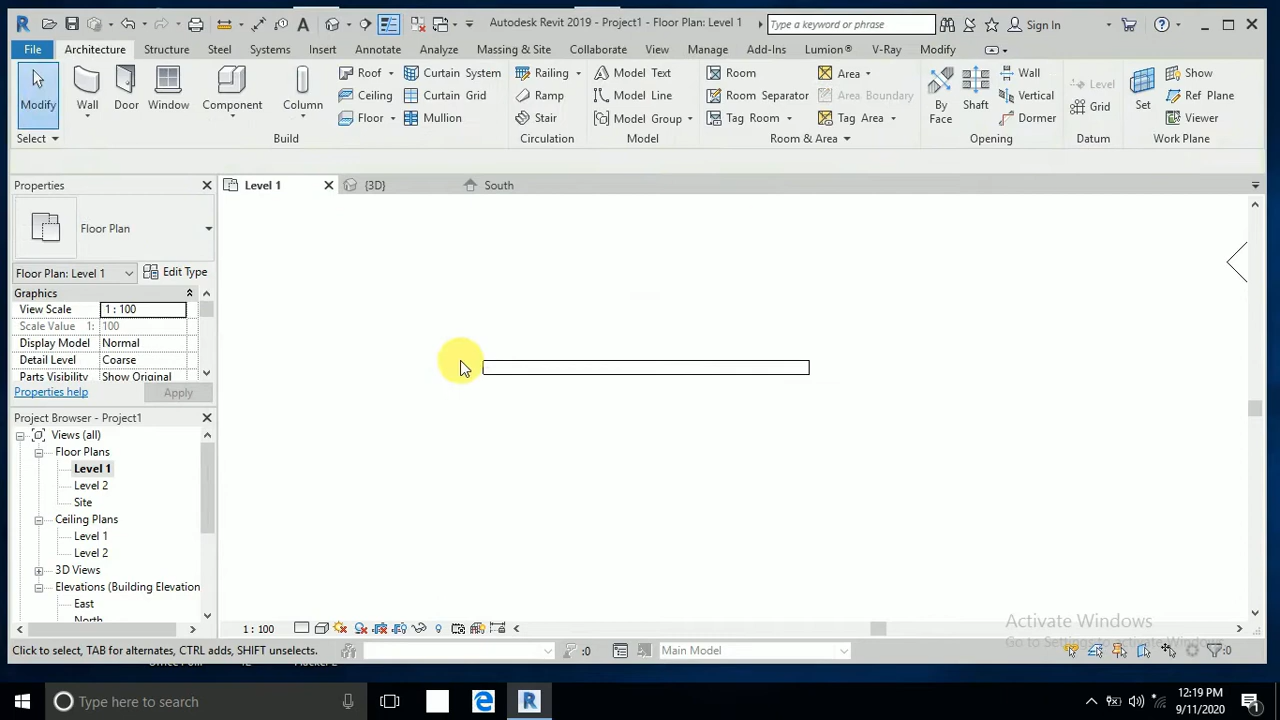 Autodesk Revit 2019 - Project1 - Floor Plan: Level 1
Type a keyword or phrase
Sign In
File Architecture Structure Steel Systems Insert Annotate Analyze Massing & Site Collaborate View Manage Add-Ins Lumion® V-Ray Modify
Modify Wall Door Window Component Column
Roof Curtain System Railing Model Text Room Area
Ceiling Curtain Grid Ramp Model Line Room Separator Area Boundary
Floor Mullion Stair Model Group Tag Room Tag Area
By Face Shaft Wall Vertical Dormer
Level Grid
Set Show Ref Plane Viewer
Select Build Circulation Model Room & Area Opening Datum Work Plane
Properties
Level 1 {3D} South
Floor Plan
Floor Plan: Level 1 Edit Type
Graphics
View Scale 1 : 100
Scale Value 1: 100
Display Model Normal
Detail Level Coarse
Parts Visibility Show Original
Properties help Apply
Project Browser - Project1
Views (all)
Floor Plans
Level 1
Level 2
Site
Ceiling Plans
Level 1
Level 2
3D Views
Elevations (Building Elevation
East
North
1 : 100
Activate Windows
Go to Settings to activate Windows.
Click to select, TAB for alternates, CTRL adds, SHIFT unselects.
:0
Main Model
:0
Type here to search
12:19 PM
9/11/2020